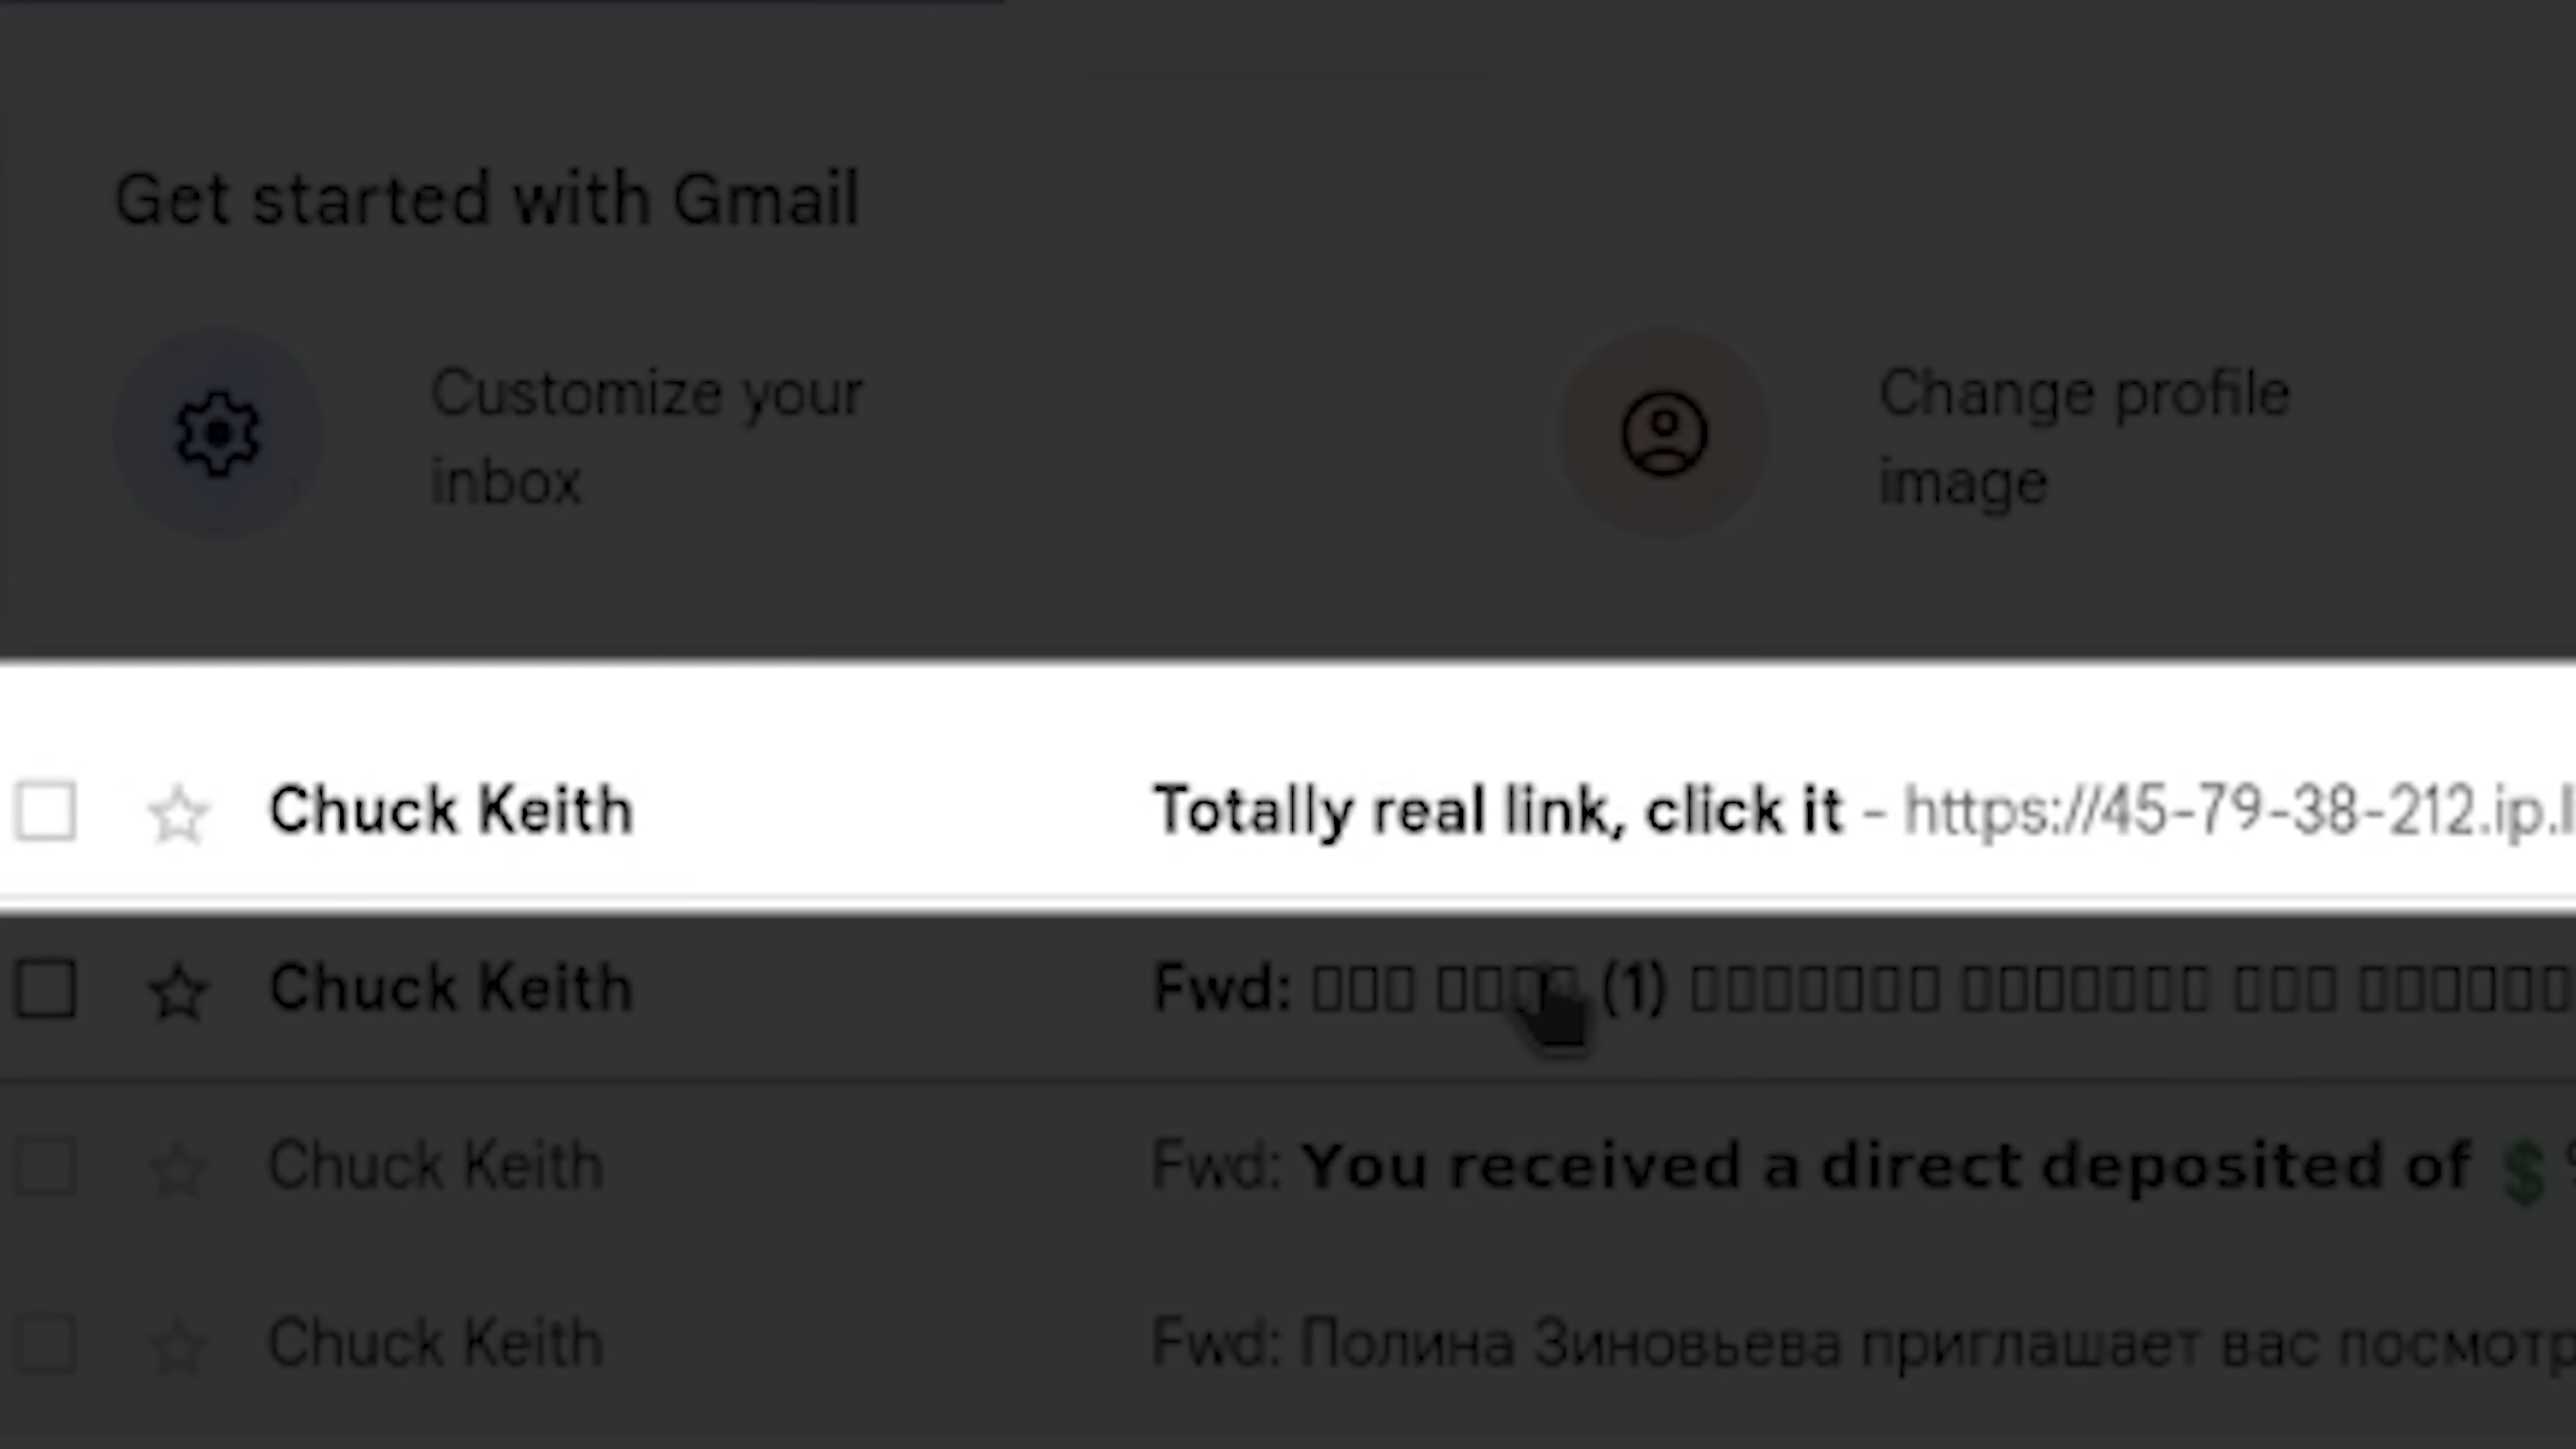 Get started with Gmail
Customize your
inbox
Change profile
image
Chuck Keith
Totally real link, click it - https://45-79-38-212.ip.l
Chuck Keith
Fwd: ▯▯▯ ▯▯▯▯ (1) ▯▯▯▯▯▯▯ ▯▯▯▯▯▯▯ ▯▯▯ ▯▯▯▯▯▯
Chuck Keith
Fwd: You received a direct deposited of $
Chuck Keith
Fwd: Полина Зиновьева приглашает вас посмотр